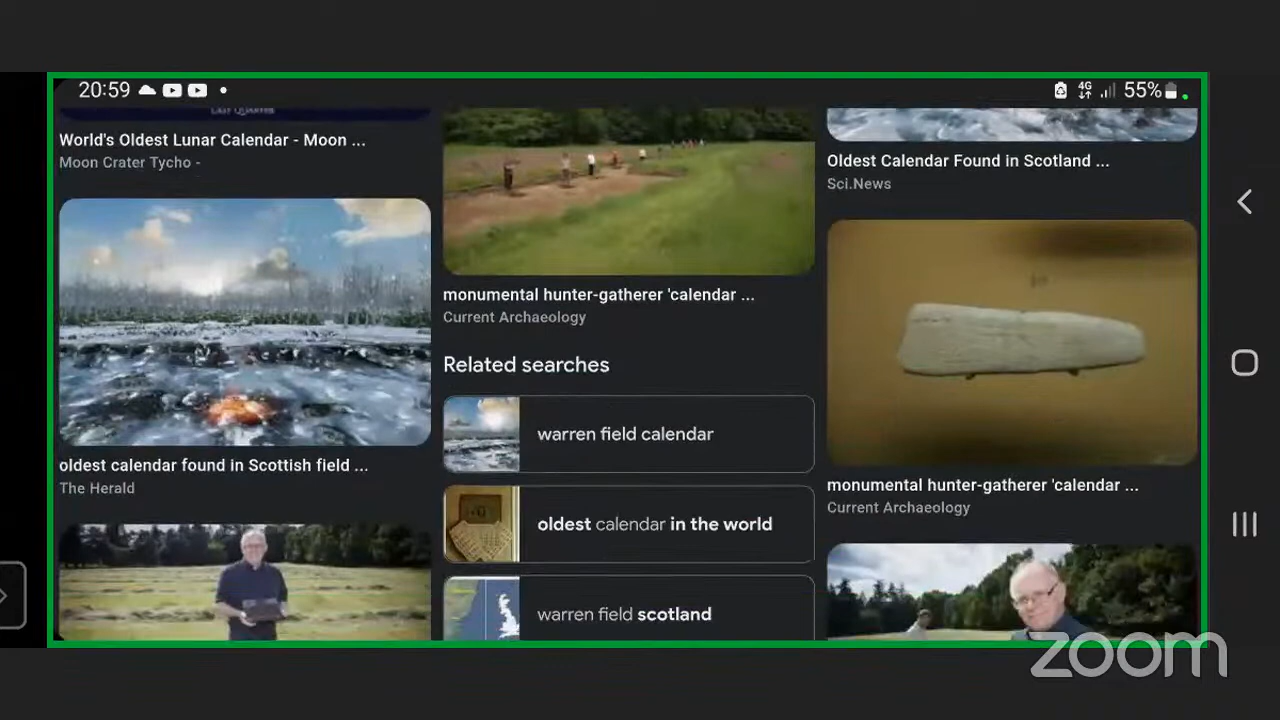 20:59
4G
55%
World's Oldest Lunar Calendar - Moon ...
Moon Crater Tycho -
oldest calendar found in Scottish field ...
The Herald
monumental hunter-gatherer 'calendar ...
Current Archaeology
Related searches
warren field calendar
oldest calendar in the world
warren field scotland
Oldest Calendar Found in Scotland ...
Sci.News
monumental hunter-gatherer 'calendar ...
Current Archaeology
zoom